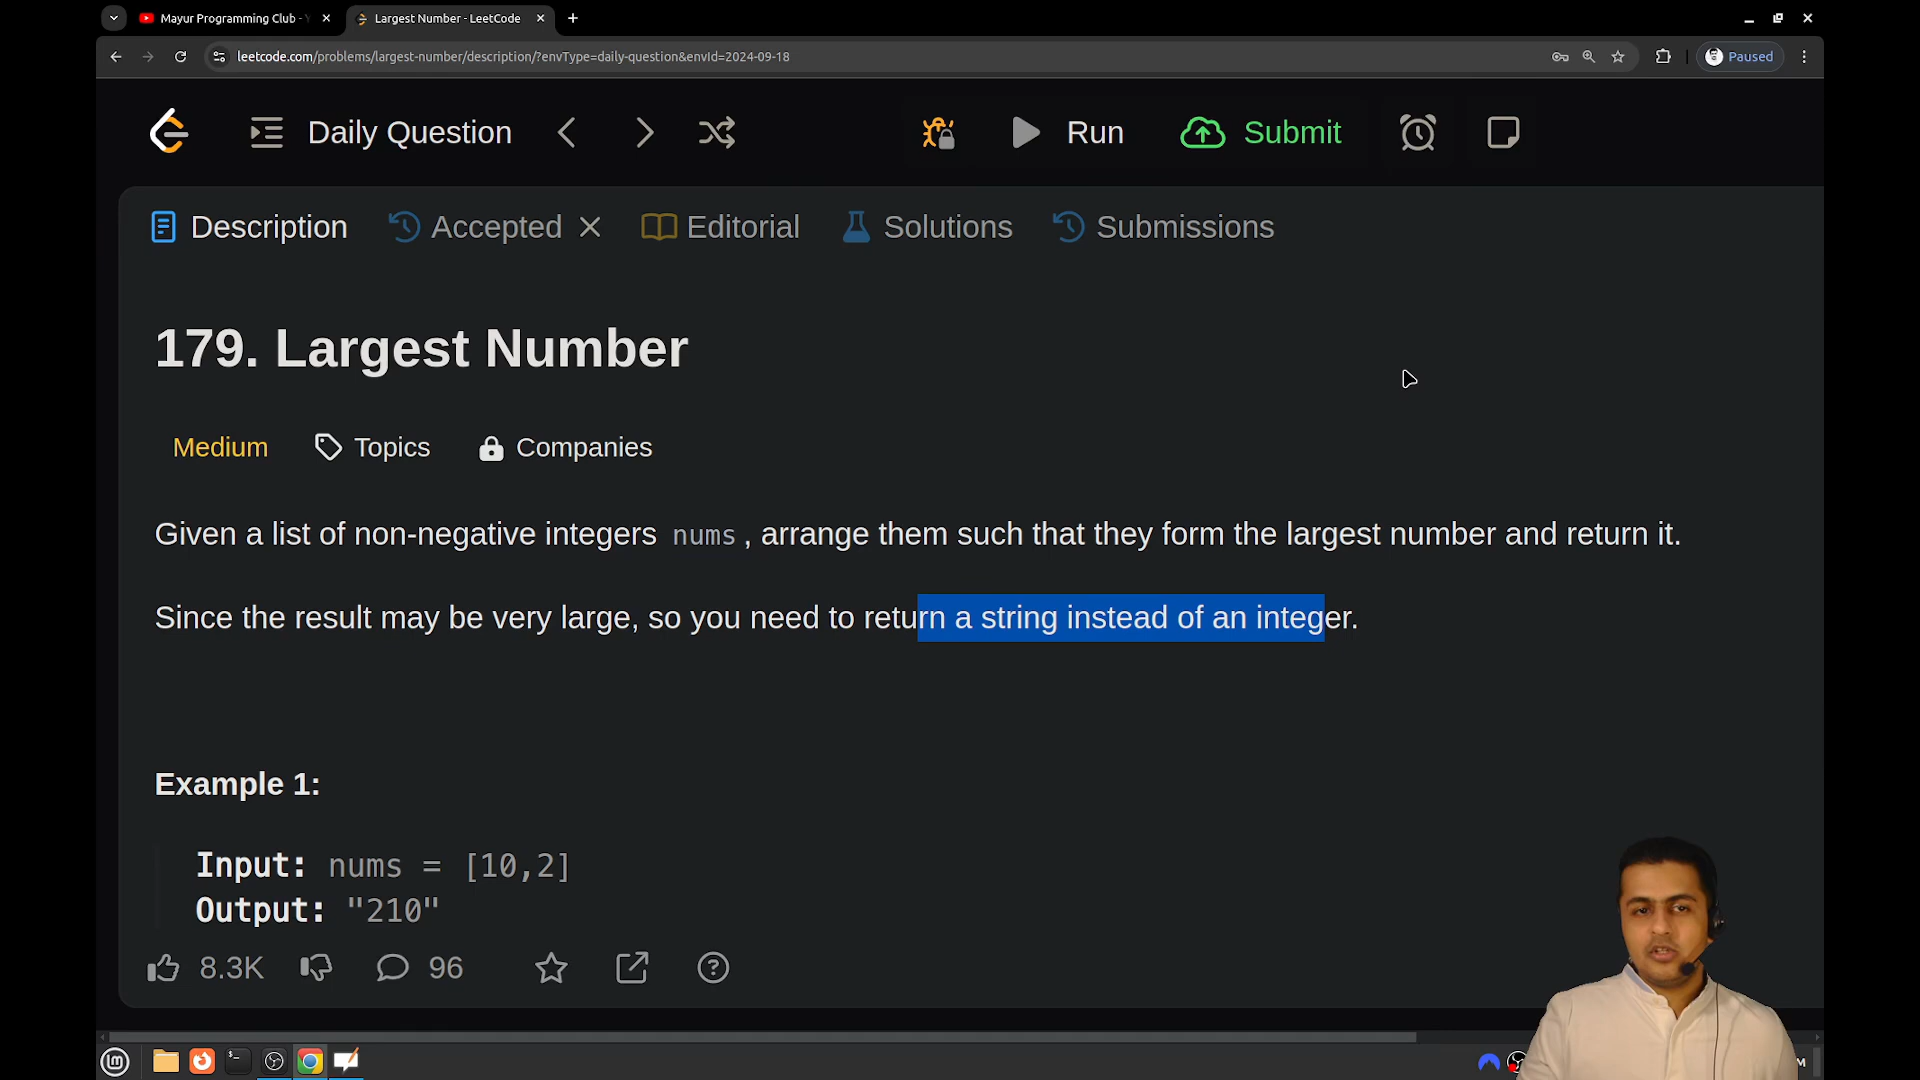 Mayur Programming Club -
Largest Number - LeetCode
leetcode.com/problems/largest-number/description/?envType=daily-question&envId=2024-09-18
Paused
Daily Question
Run
Submit
Description
Accepted
Editorial
Solutions
Submissions
179. Largest Number
Medium
Topics
Companies
Given a list of non-negative integers nums, arrange them such that they form the largest number and return it.
Since the result may be very large, so you need to return a string instead of an integer.
Example 1:
Input: nums = [10,2]
Output: "210"
8.3K
96